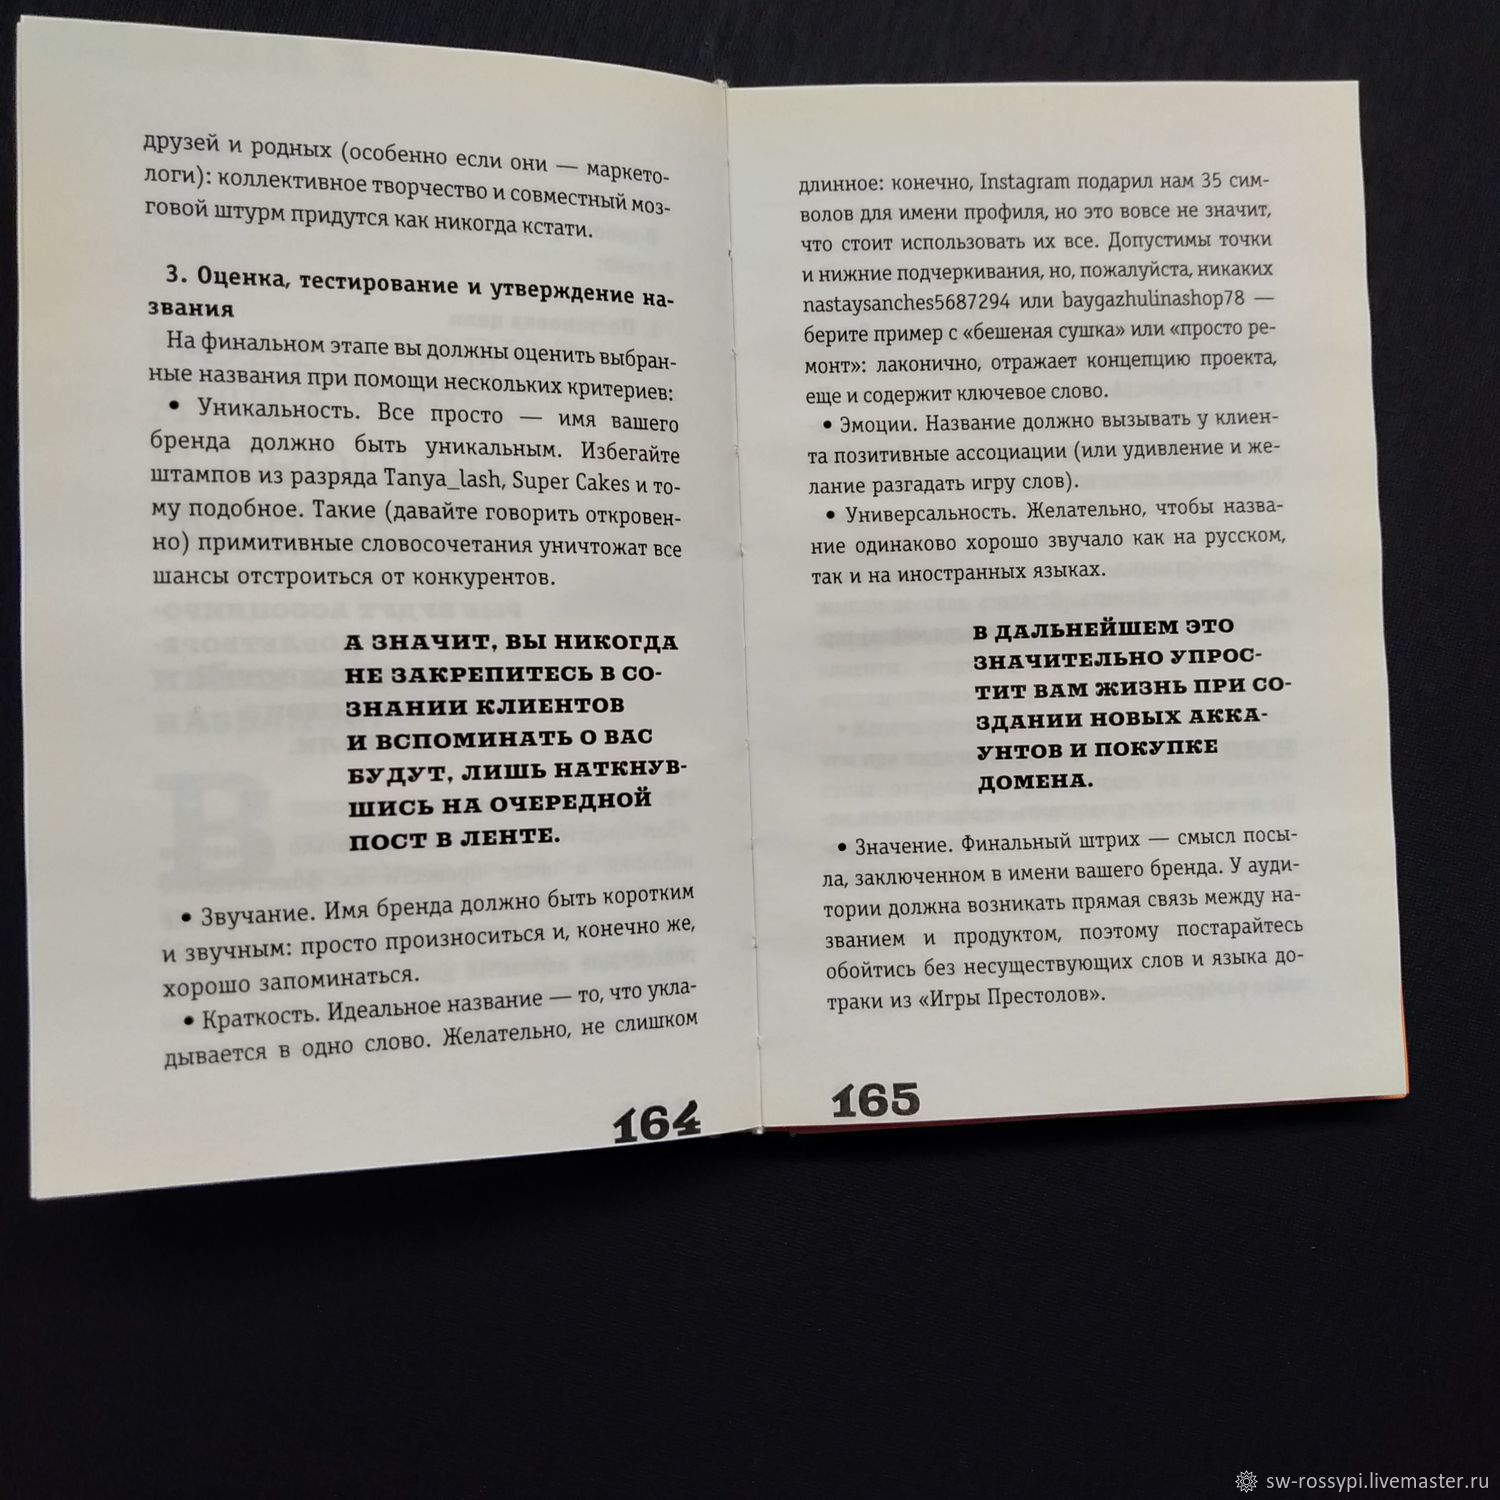 друзей и родных (особенно если они — маркето-
логи): коллективное творчество и совместный моз-
говой штурм придутся как никогда кстати.
3. Оценка, тестирование и утверждение на-
звания
На финальном этапе вы должны оценить выбран-
ные названия при помощи нескольких критериев:
• Уникальность. Все просто — имя вашего
бренда должно быть уникальным. Избегайте
штампов из разряда Tanya_lash, Super Cakes и то-
му подобное. Такие (давайте говорить откровен-
но) примитивные словосочетания уничтожат все
шансы отстроиться от конкурентов.
А ЗНАЧИТ, ВЫ НИКОГДА
НЕ ЗАКРЕПИТЕСЬ В СО-
ЗНАНИИ КЛИЕНТОВ
И ВСПОМИНАТЬ О ВАС
БУДУТ, ЛИШЬ НАТКНУВ-
ШИСЬ НА ОЧЕРЕДНОЙ
ПОСТ В ЛЕНТЕ.
• Звучание. Имя бренда должно быть коротким
и звучным: просто произноситься и, конечно же,
хорошо запоминаться.
• Краткость. Идеальное название — то, что укла-
дывается в одно слово. Желательно, не слишком
164
длинное: конечно, Instagram подарил нам 35 сим-
волов для имени профиля, но это вовсе не значит,
что стоит использовать их все. Допустимы точки
и нижние подчеркивания, но, пожалуйста, никаких
nastaysanches5687294 или baygazhulinashop78 —
берите пример с «бешеная сушка» или «просто ре-
монт»: лаконично, отражает концепцию проекта,
еще и содержит ключевое слово.
• Эмоции. Название должно вызывать у клиен-
та позитивные ассоциации (или удивление и же-
лание разгадать игру слов).
• Универсальность. Желательно, чтобы назва-
ние одинаково хорошо звучало как на русском,
так и на иностранных языках.
В ДАЛЬНЕЙШЕМ ЭТО
ЗНАЧИТЕЛЬНО УПРОС-
ТИТ ВАМ ЖИЗНЬ ПРИ СО-
ЗДАНИИ НОВЫХ АККА-
УНТОВ И ПОКУПКЕ
ДОМЕНА.
• Значение. Финальный штрих — смысл посы-
ла, заключенном в имени вашего бренда. У ауди-
тории должна возникать прямая связь между на-
званием и продуктом, поэтому постарайтесь
обойтись без несуществующих слов и языка до-
траки из «Игры Престолов».
165
sw-rossypi.livemaster.ru